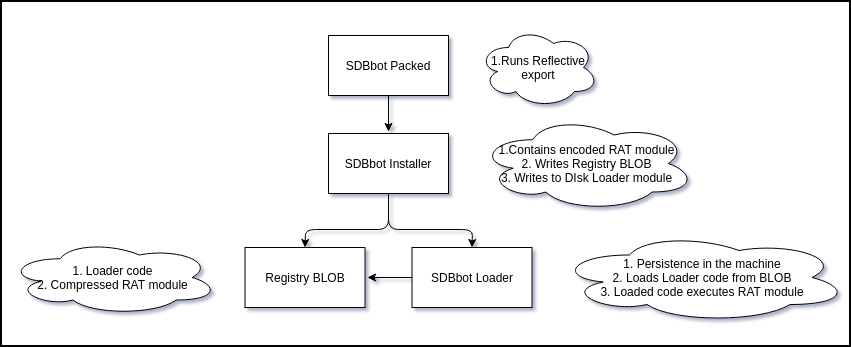 SDBbot Packed
1.Runs Reflective
export
SDBbot Installer
1.Contains encoded RAT module
2. Writes Registry BLOB
3. Writes to DIsk Loader module
1. Loader code
2. Compressed RAT module
Registry BLOB
SDBbot Loader
1. Persistence in the machine
2. Loads Loader code from BLOB
3. Loaded code executes RAT module